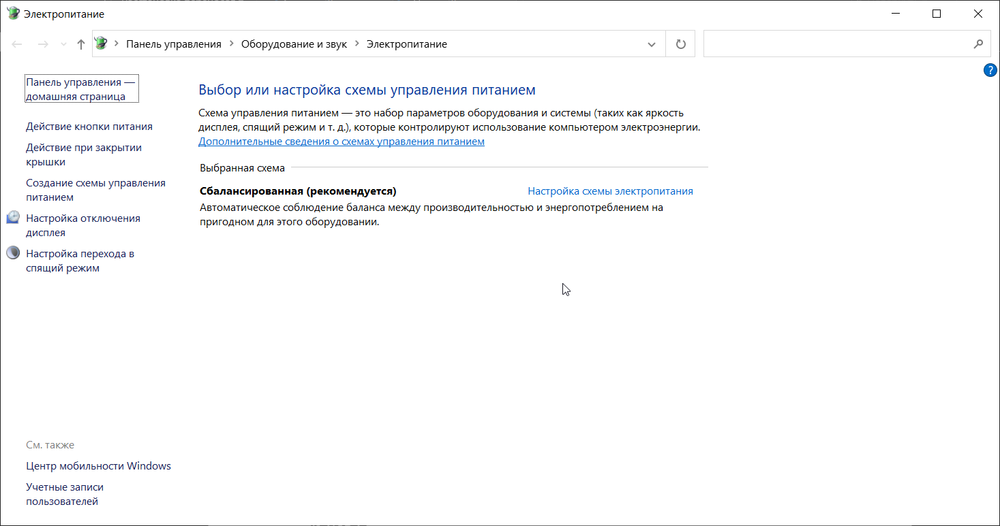 Электропитание
Панель управления > Оборудование и звук > Электропитание
?
Панель управления —
домашняя страница
Действие кнопки питания
Действие при закрытии
крышки
Создание схемы управления
питанием
Настройка отключения
дисплея
Настройка перехода в
спящий режим
См. также
Центр мобильности Windows
Учетные записи
пользователей
Выбор или настройка схемы управления питанием
Схема управления питанием — это набор параметров оборудования и системы (таких как яркость
дисплея, спящий режим и т. д.), которые контролируют использование компьютером электроэнергии.
Дополнительные сведения о схемах управления питанием
Выбранная схема
Сбалансированная (рекомендуется) Настройка схемы электропитания
Автоматическое соблюдение баланса между производительностью и энергопотреблением на
пригодном для этого оборудовании.